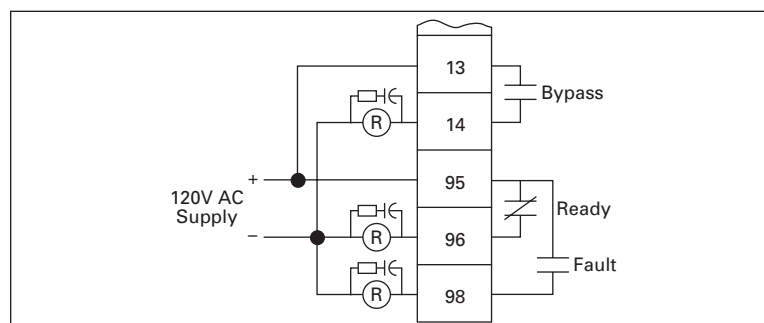 13
Bypass
R
14
+
95
120V AC
Supply
Ready
R
96
−
Fault
R
98